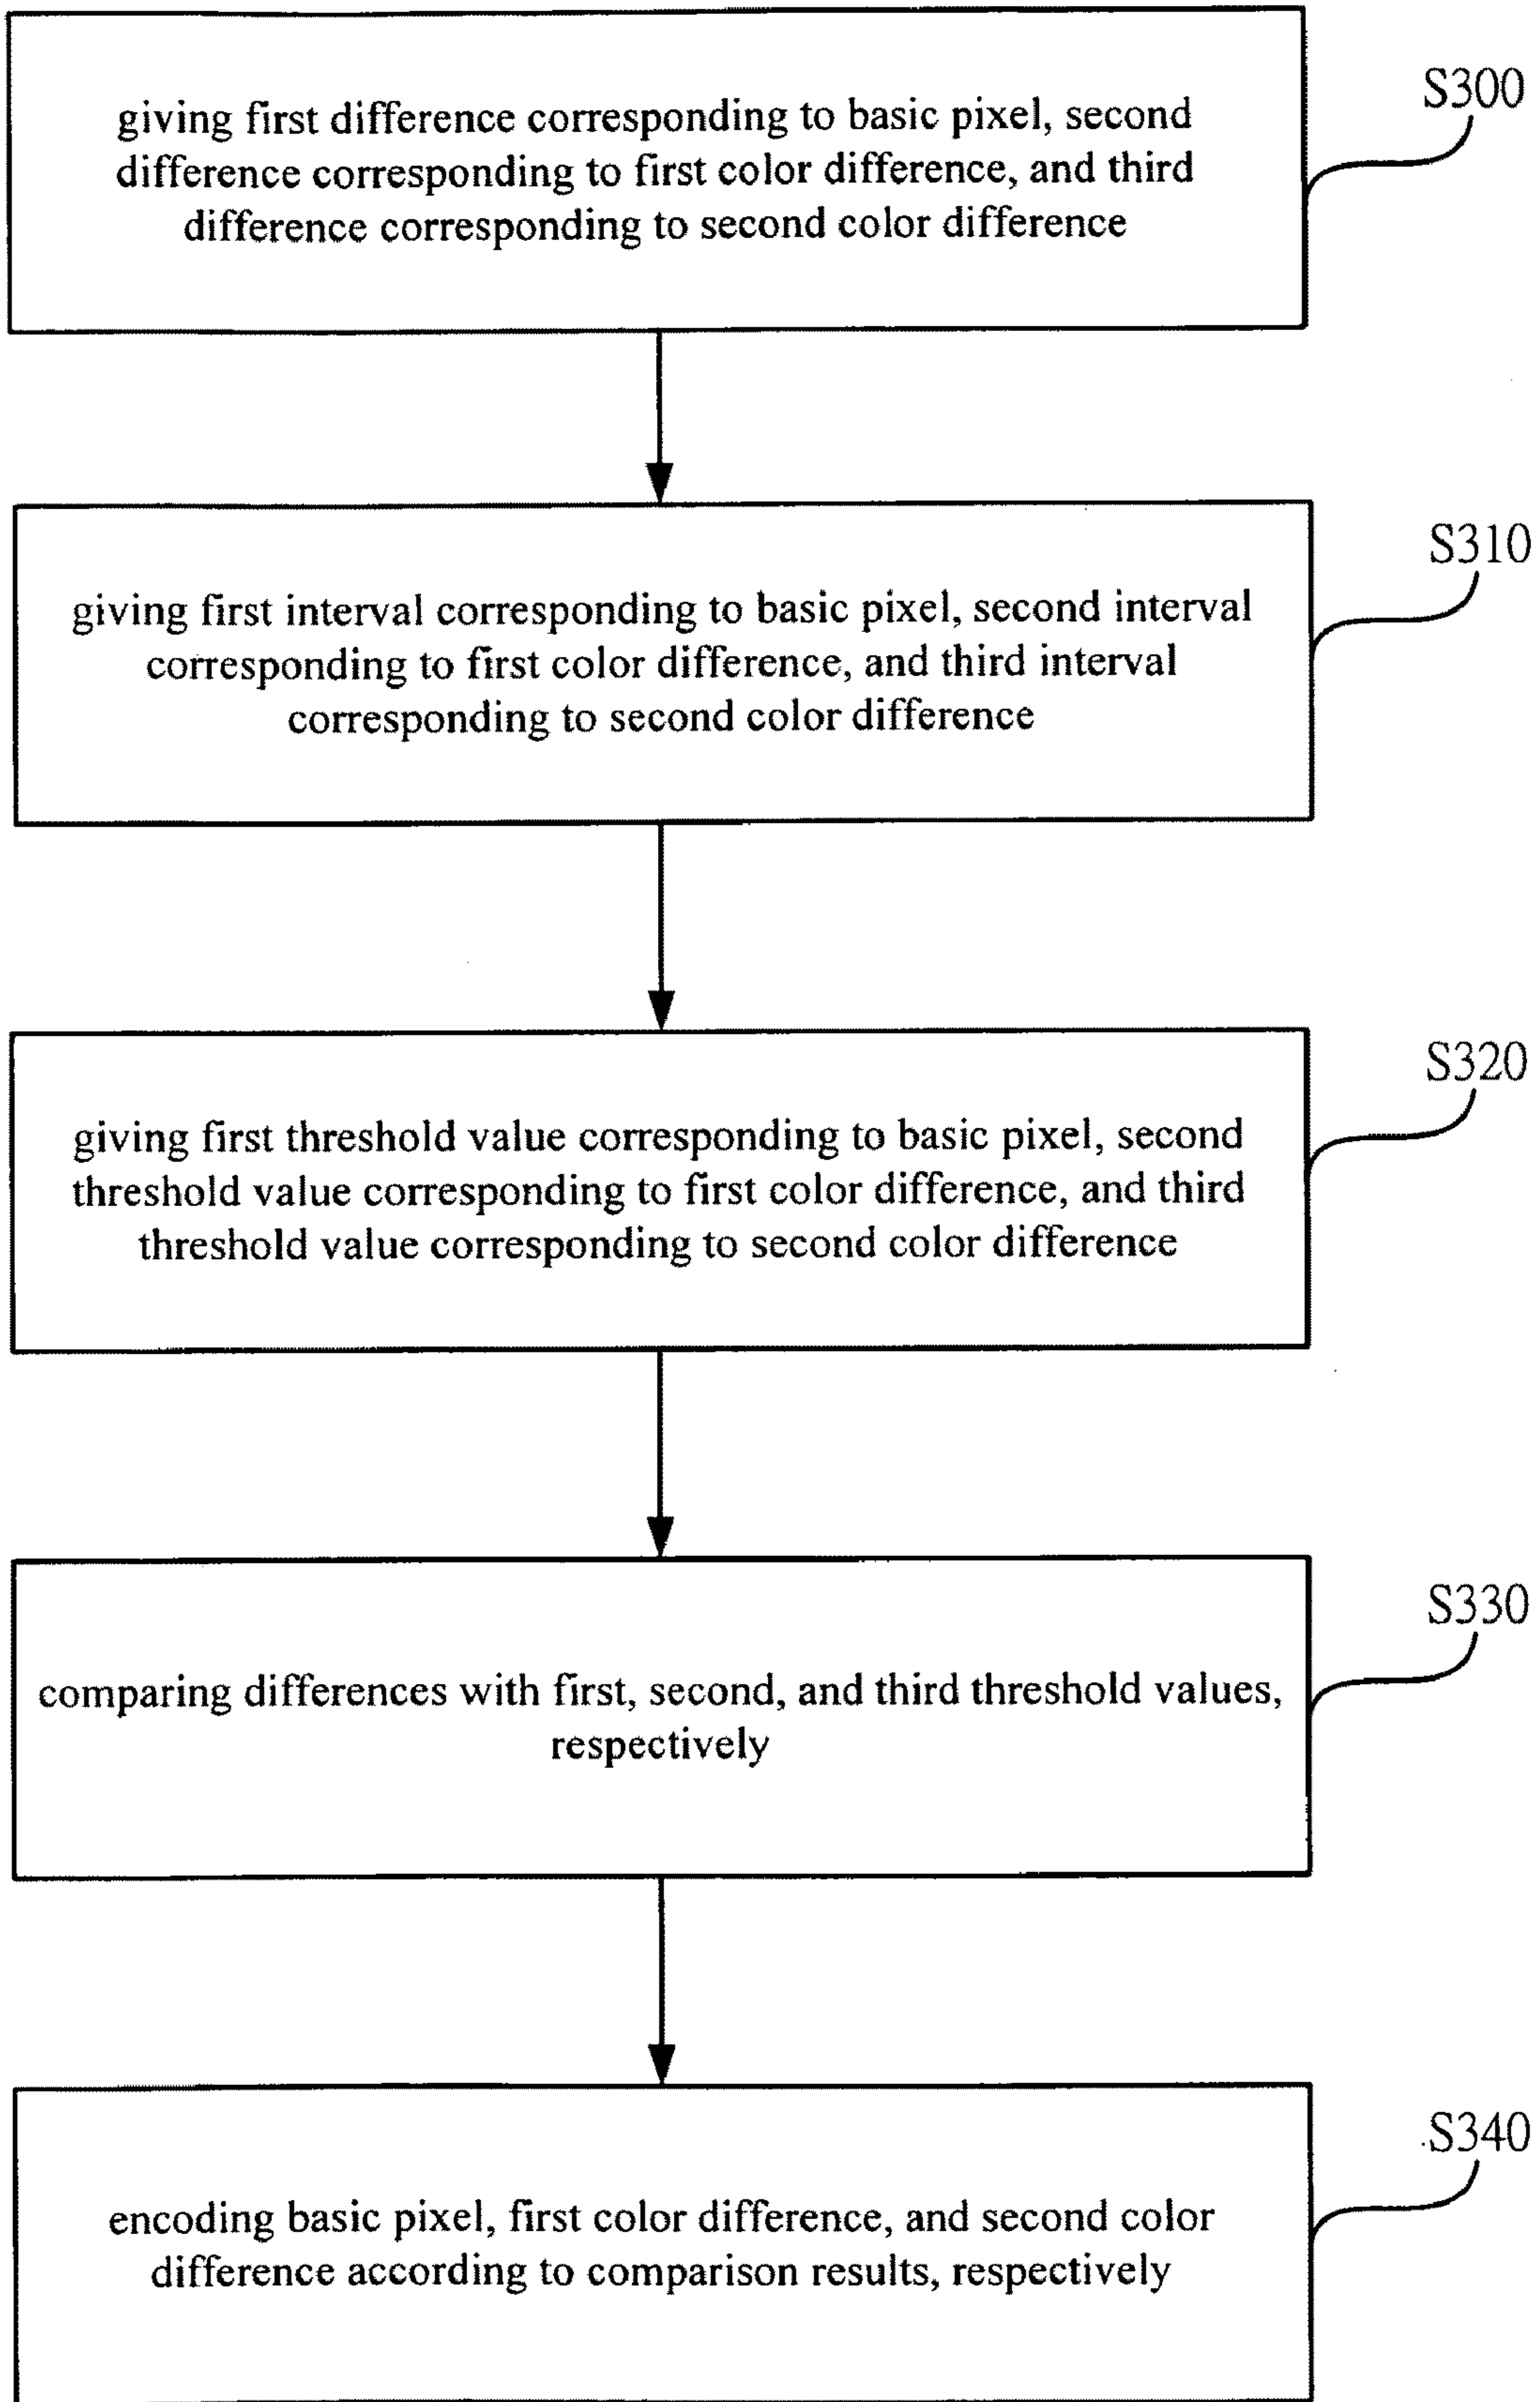 giving first difference corresponding to basic pixel, second
difference corresponding to first color difference, and third
difference corresponding to second color difference
S300
giving first interval corresponding to basic pixel, second interval
corresponding to first color difference, and third interval
corresponding to second color difference
S310
giving first threshold value corresponding to basic pixel, second
threshold value corresponding to first color difference, and third
threshold value corresponding to second color difference
S320
comparing differences with first, second, and third threshold values,
respectively
S330
encoding basic pixel, first color difference, and second color
difference according to comparison results, respectively
S340